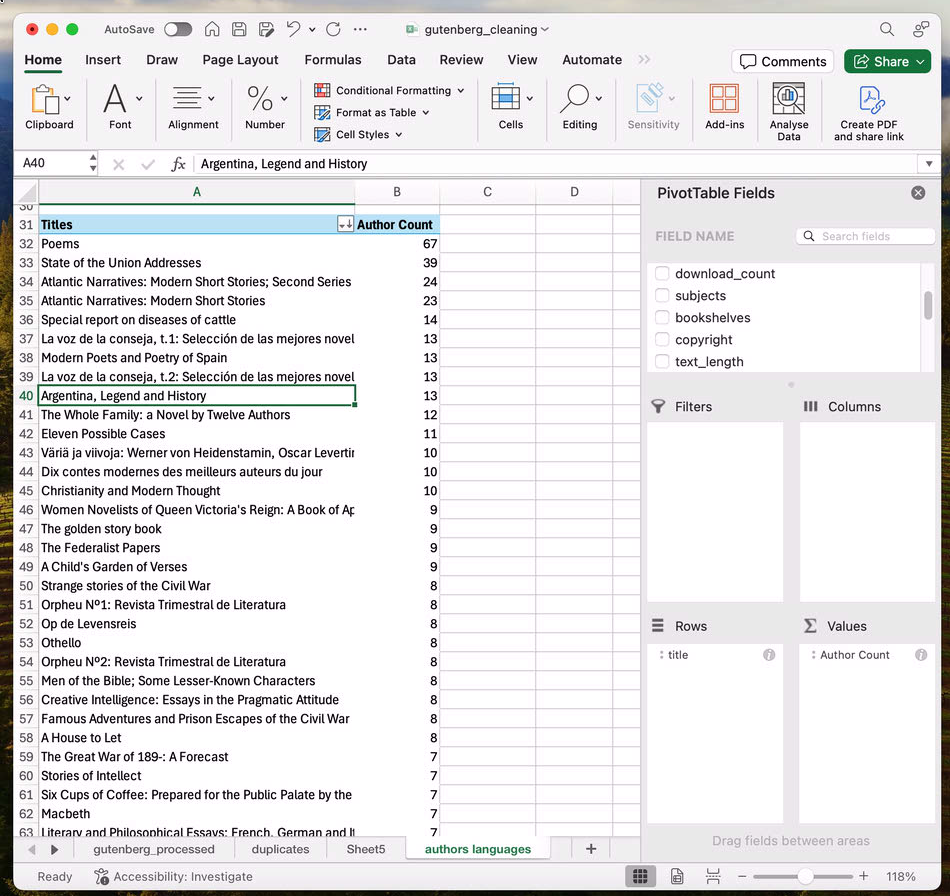 AutoSave
gutenberg_cleaning
Home Insert Draw Page Layout Formulas Data Review View Automate
Comments
Share
Clipboard
Font
Alignment
%
Number
Conditional Formatting
Format as Table
Cell Styles
Cells
Editing
Sensitivity
Add-ins
Analyse
Data
Create PDF
and share link
A40 fx Argentina, Legend and History
A B C D
30
31 Titles Author Count
32 Poems 67
33 State of the Union Addresses 39
34 Atlantic Narratives: Modern Short Stories; Second Series 24
35 Atlantic Narratives: Modern Short Stories 23
36 Special report on diseases of cattle 14
37 La voz de la conseja, t.1: Selección de las mejores novel 13
38 Modern Poets and Poetry of Spain 13
39 La voz de la conseja, t.2: Selección de las mejores novel 13
40 Argentina, Legend and History 13
41 The Whole Family: a Novel by Twelve Authors 12
42 Eleven Possible Cases 11
43 Väriä ja viivoja: Werner von Heidenstamin, Oscar Levertin 10
44 Dix contes modernes des meilleurs auteurs du jour 10
45 Christianity and Modern Thought 10
46 Women Novelists of Queen Victoria's Reign: A Book of Ap 9
47 The golden story book 9
48 The Federalist Papers 9
49 A Child's Garden of Verses 9
50 Strange stories of the Civil War 8
51 Orpheu Nº1: Revista Trimestral de Literatura 8
52 Op de Levensreis 8
53 Othello 8
54 Orpheu Nº2: Revista Trimestral de Literatura 8
55 Men of the Bible; Some Lesser-Known Characters 8
56 Creative Intelligence: Essays in the Pragmatic Attitude 8
57 Famous Adventures and Prison Escapes of the Civil War 8
58 A House to Let 8
59 The Great War of 189-: A Forecast 7
60 Stories of Intellect 7
61 Six Cups of Coffee: Prepared for the Public Palate by the 7
62 Macbeth 7
63 Literary and Philosophical Essays: French, German and It 7
PivotTable Fields
FIELD NAME
Search fields
download_count
subjects
bookshelves
copyright
text_length
Filters
Columns
Rows
Values
title
Author Count
Drag fields between areas
gutenberg_processed duplicates Sheet5 authors languages +
Ready Accessibility: Investigate
118%